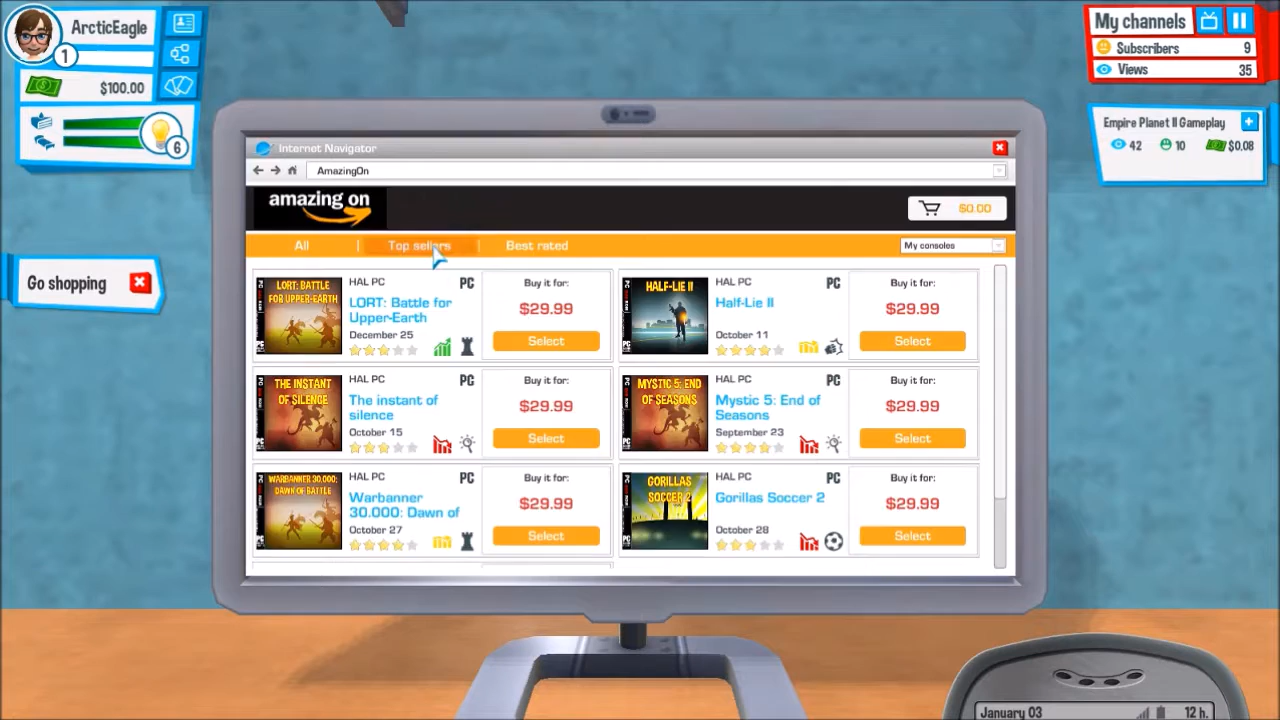 ArcticEagle
1
$100.00
6
Go shopping
My channels
Subscribers 9
Views 35
Empire Planet II Gameplay
42 10 $0.08
Internet Navigator
AmazingOn
amazing on
$0.00
All | Top sellers | Best rated
My consoles
LORT: BATTLE
FOR UPPER-EARTH
HAL PC
PC
LORT: Battle for
Upper-Earth
December 25
Buy it for:
$29.99
Select
HALF-LIE II
HAL PC
PC
Half-Lie II
October 11
Buy it for:
$29.99
Select
THE INSTANT
OF SILENCE
HAL PC
PC
The instant of
silence
October 15
Buy it for:
$29.99
Select
MYSTIC 5: END
OF SEASONS
HAL PC
PC
Mystic 5: End of
Seasons
September 23
Buy it for:
$29.99
Select
WARBANNER 30.000:
DAWN OF BATTLE
HAL PC
PC
Warbanner
30.000: Dawn of
October 27
Buy it for:
$29.99
Select
GORILLAS
SOCCER 2
HAL PC
PC
Gorillas Soccer 2
October 28
Buy it for:
$29.99
Select
January 03
12 h.